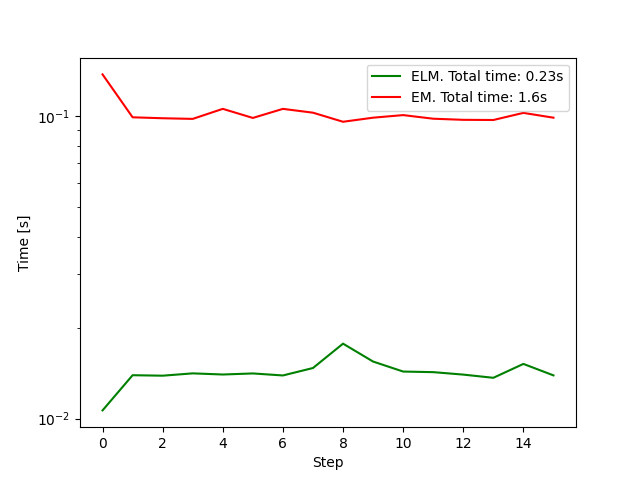 ELM. Total time: 0.23s
EM. Total time: 1.6s
10⁻¹
10⁻²
Time [s]
0 2 4 6 8 10 12 14
Step